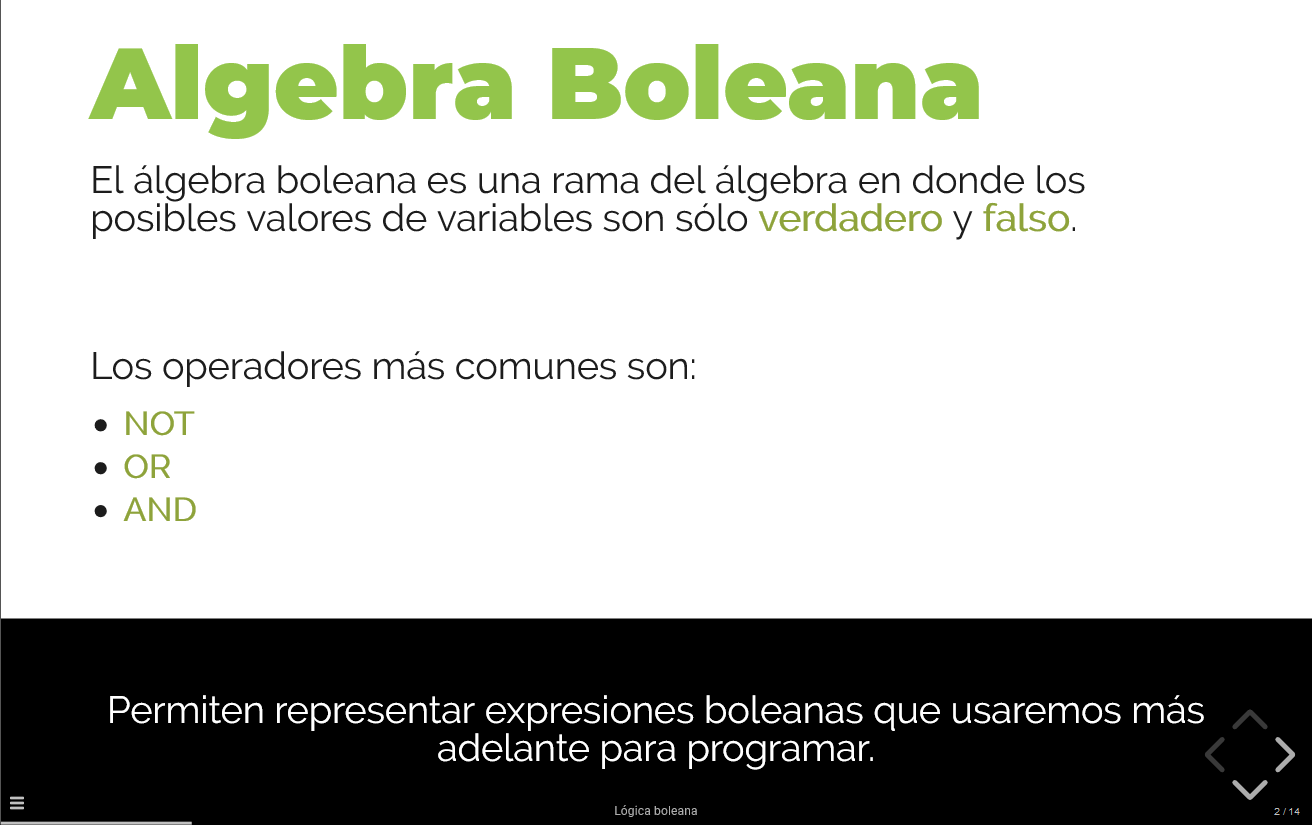 Algebra Boleana
El álgebra boleana es una rama del álgebra en donde los
posibles valores de variables son sólo verdadero y falso.
Los operadores más comunes son:
• NOT
• OR
• AND
Permiten representar expresiones boleanas que usaremos más
adelante para programar.
Lógica boleana
2 / 14